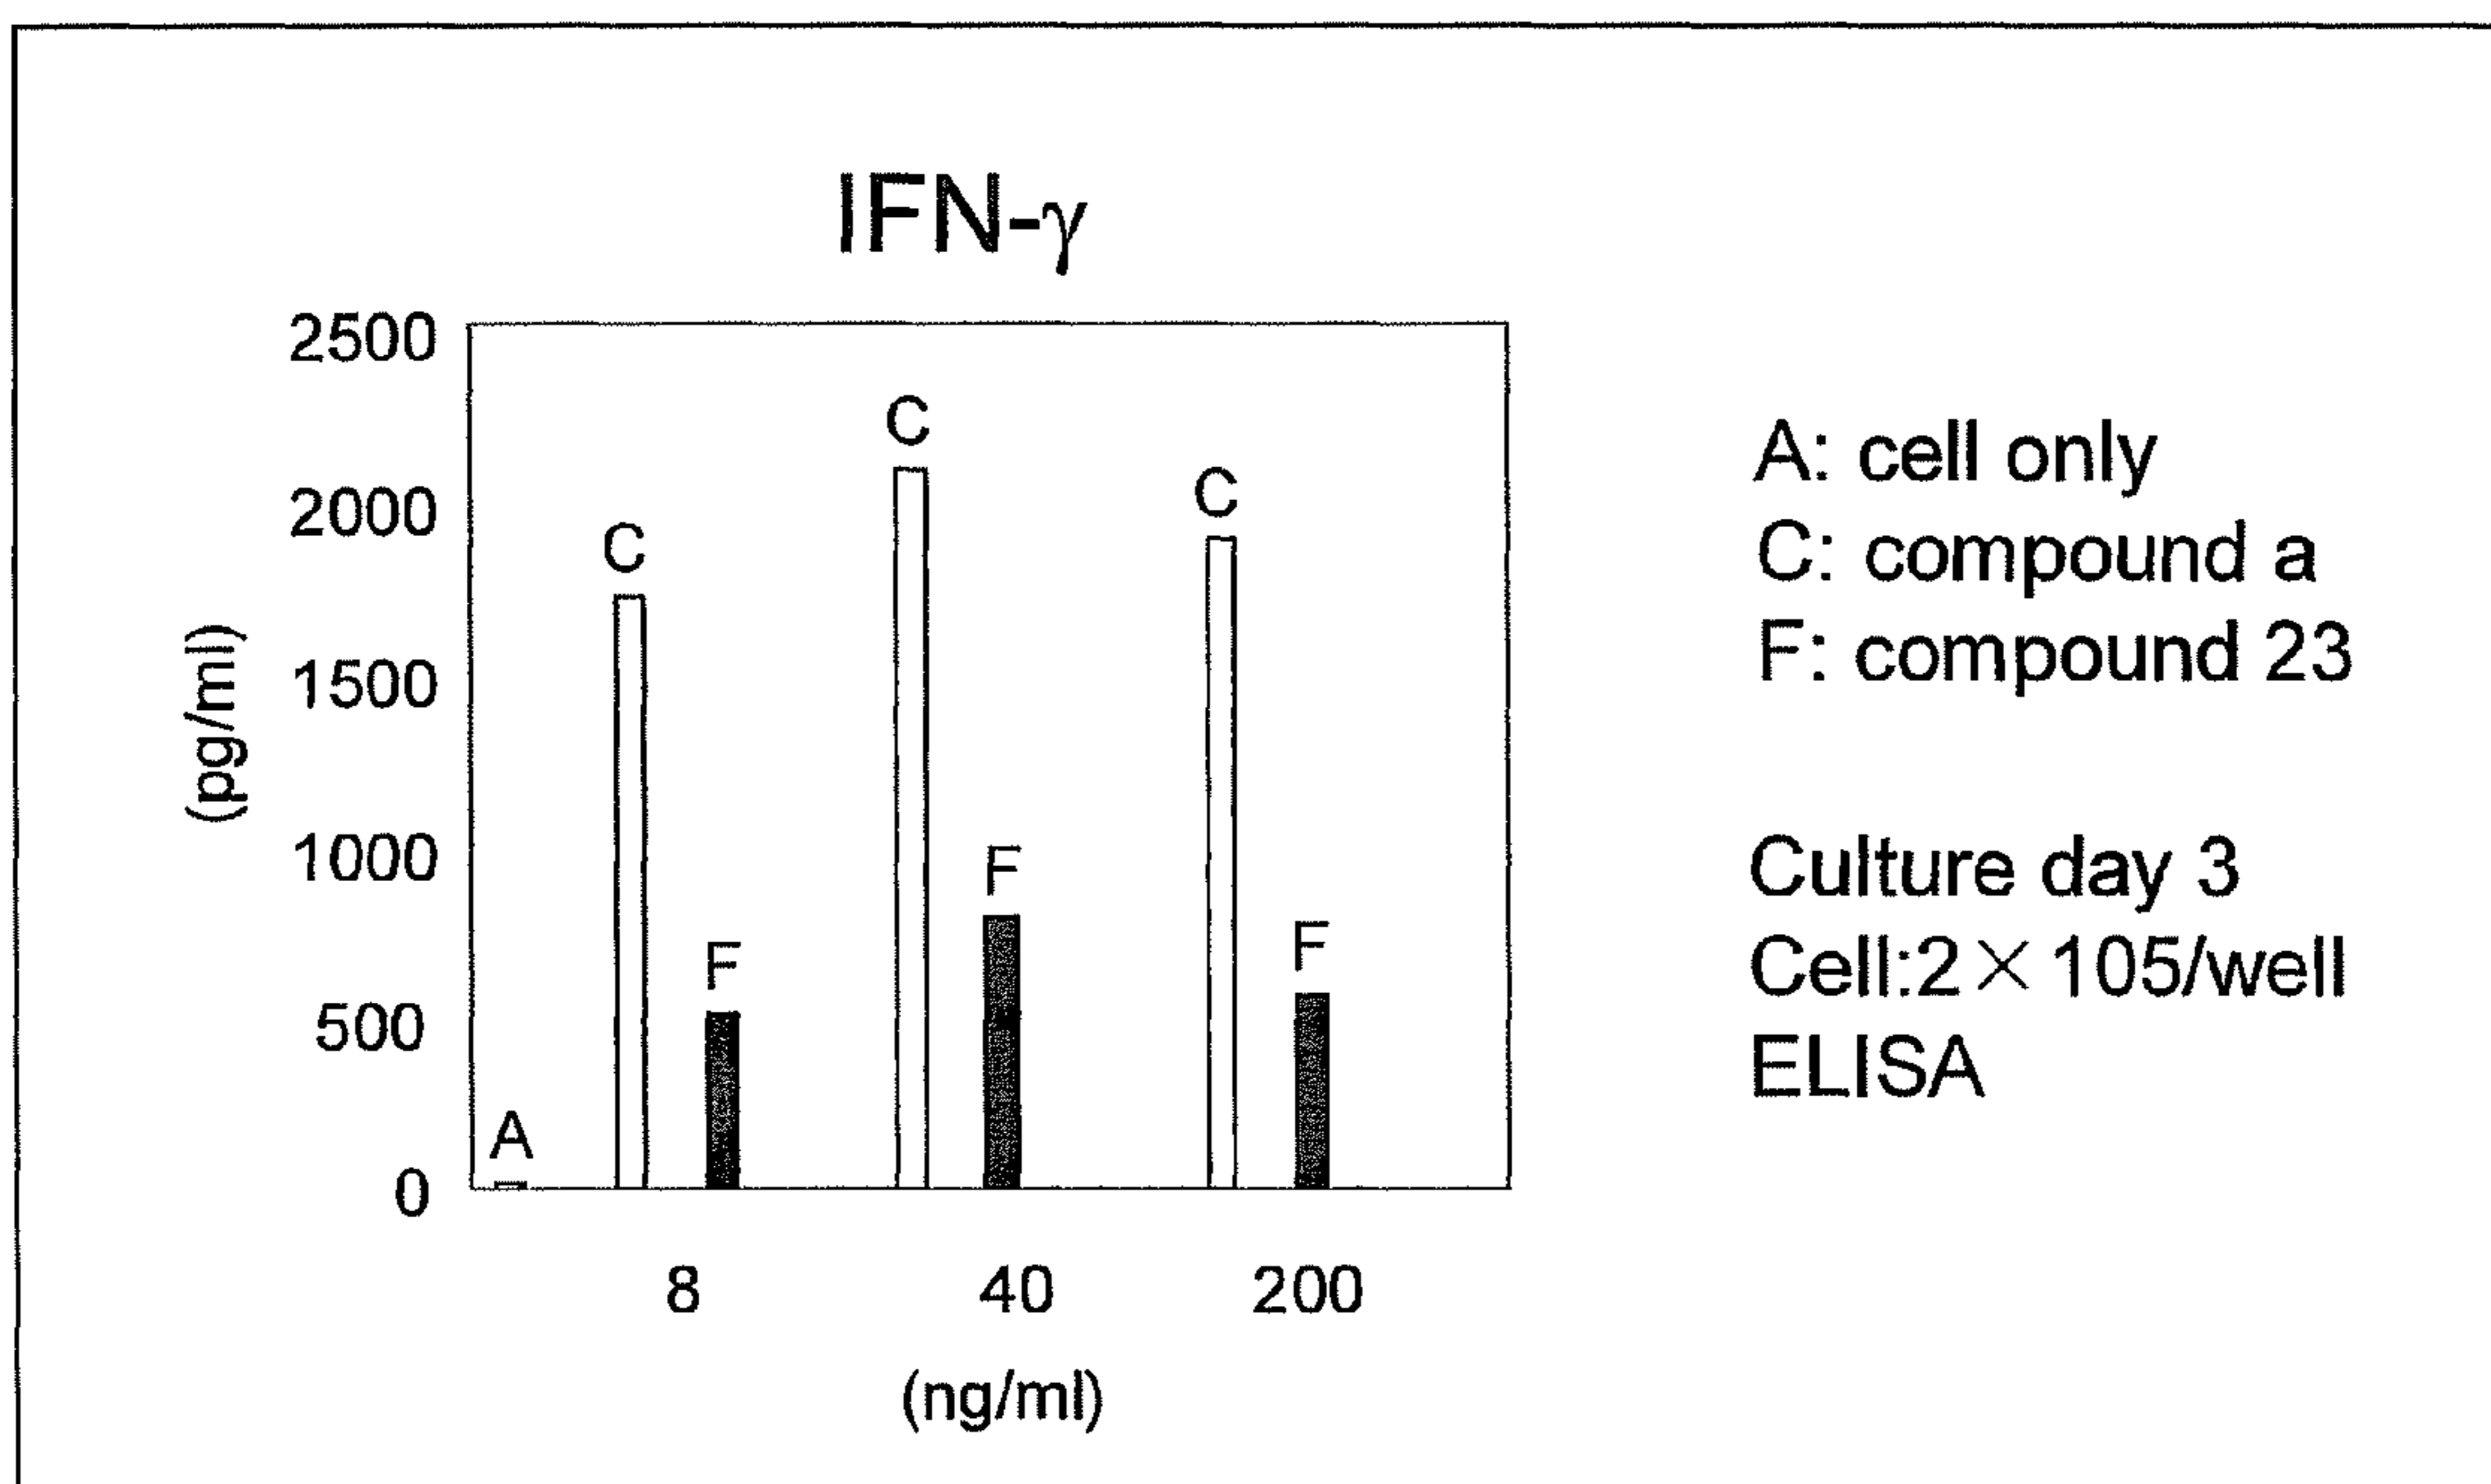 IFN-γ
2500
2000
1500
1000
500
0
(pg/ml)
A
C
F
C
F
C
F
8 40 200
(ng/ml)
A: cell only
C: compound a
F: compound 23
Culture day 3
Cell:2×105/well
ELISA